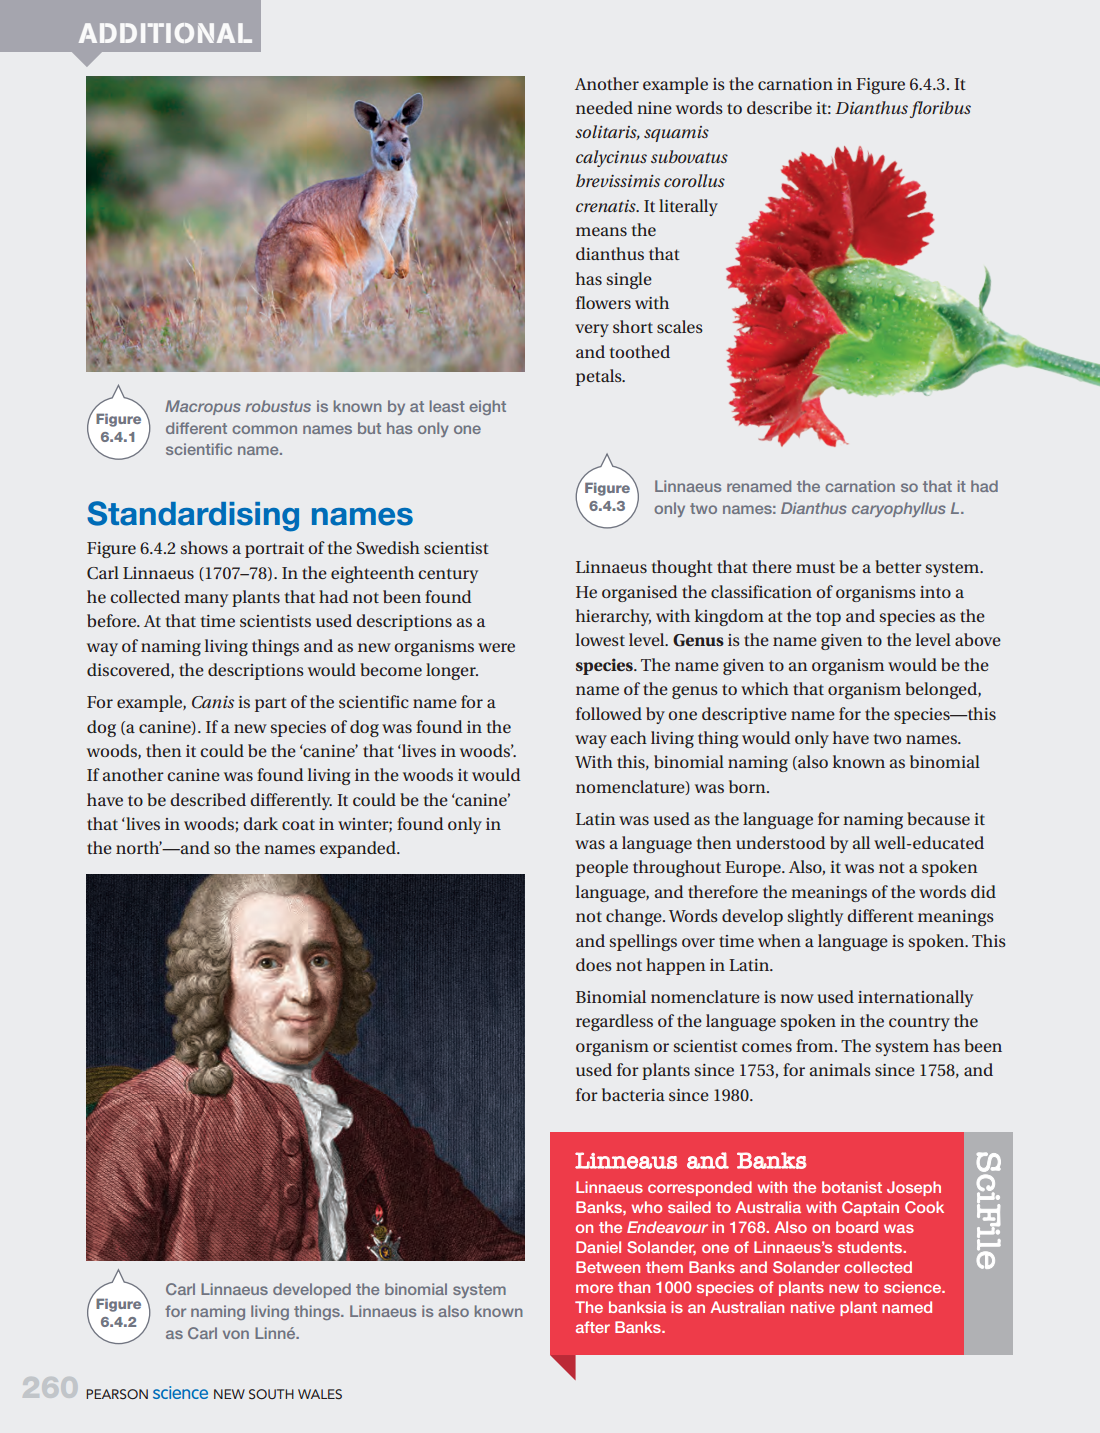 ADDITIONAL
Figure
6.4.1
Macropus robustus is known by at least eight
different common names but has only one
scientific name.
Standardising names
Figure 6.4.2 shows a portrait of the Swedish scientist
Carl Linnaeus (1707–78). In the eighteenth century
he collected many plants that had not been found
before. At that time scientists used descriptions as a
way of naming living things and as new organisms were
discovered, the descriptions would become longer.
For example, Canis is part of the scientific name for a
dog (a canine). If a new species of dog was found in the
woods, then it could be the ‘canine’ that ‘lives in woods’.
If another canine was found living in the woods it would
have to be described differently. It could be the ‘canine’
that ‘lives in woods; dark coat in winter; found only in
the north’—and so the names expanded.
Figure
6.4.2
Carl Linnaeus developed the binomial system
for naming living things. Linnaeus is also known
as Carl von Linné.
Another example is the carnation in Figure 6.4.3. It
needed nine words to describe it: Dianthus floribus
solitaris, squamis
calycinus subovatus
brevissimis corollus
crenatis. It literally
means the
dianthus that
has single
flowers with
very short scales
and toothed
petals.
Figure
6.4.3
Linnaeus renamed the carnation so that it had
only two names: Dianthus caryophyllus L.
Linnaeus thought that there must be a better system.
He organised the classification of organisms into a
hierarchy, with kingdom at the top and species as the
lowest level. Genus is the name given to the level above
species. The name given to an organism would be the
name of the genus to which that organism belonged,
followed by one descriptive name for the species—this
way each living thing would only have two names.
With this, binomial naming (also known as binomial
nomenclature) was born.
Latin was used as the language for naming because it
was a language then understood by all well-educated
people throughout Europe. Also, it was not a spoken
language, and therefore the meanings of the words did
not change. Words develop slightly different meanings
and spellings over time when a language is spoken. This
does not happen in Latin.
Binomial nomenclature is now used internationally
regardless of the language spoken in the country the
organism or scientist comes from. The system has been
used for plants since 1753, for animals since 1758, and
for bacteria since 1980.
Linneaus and Banks
Linnaeus corresponded with the botanist Joseph
Banks, who sailed to Australia with Captain Cook
on the Endeavour in 1768. Also on board was
Daniel Solander, one of Linnaeus’s students.
Between them Banks and Solander collected
more than 1000 species of plants new to science.
The banksia is an Australian native plant named
after Banks.
SciFile
260 PEARSON science NEW SOUTH WALES